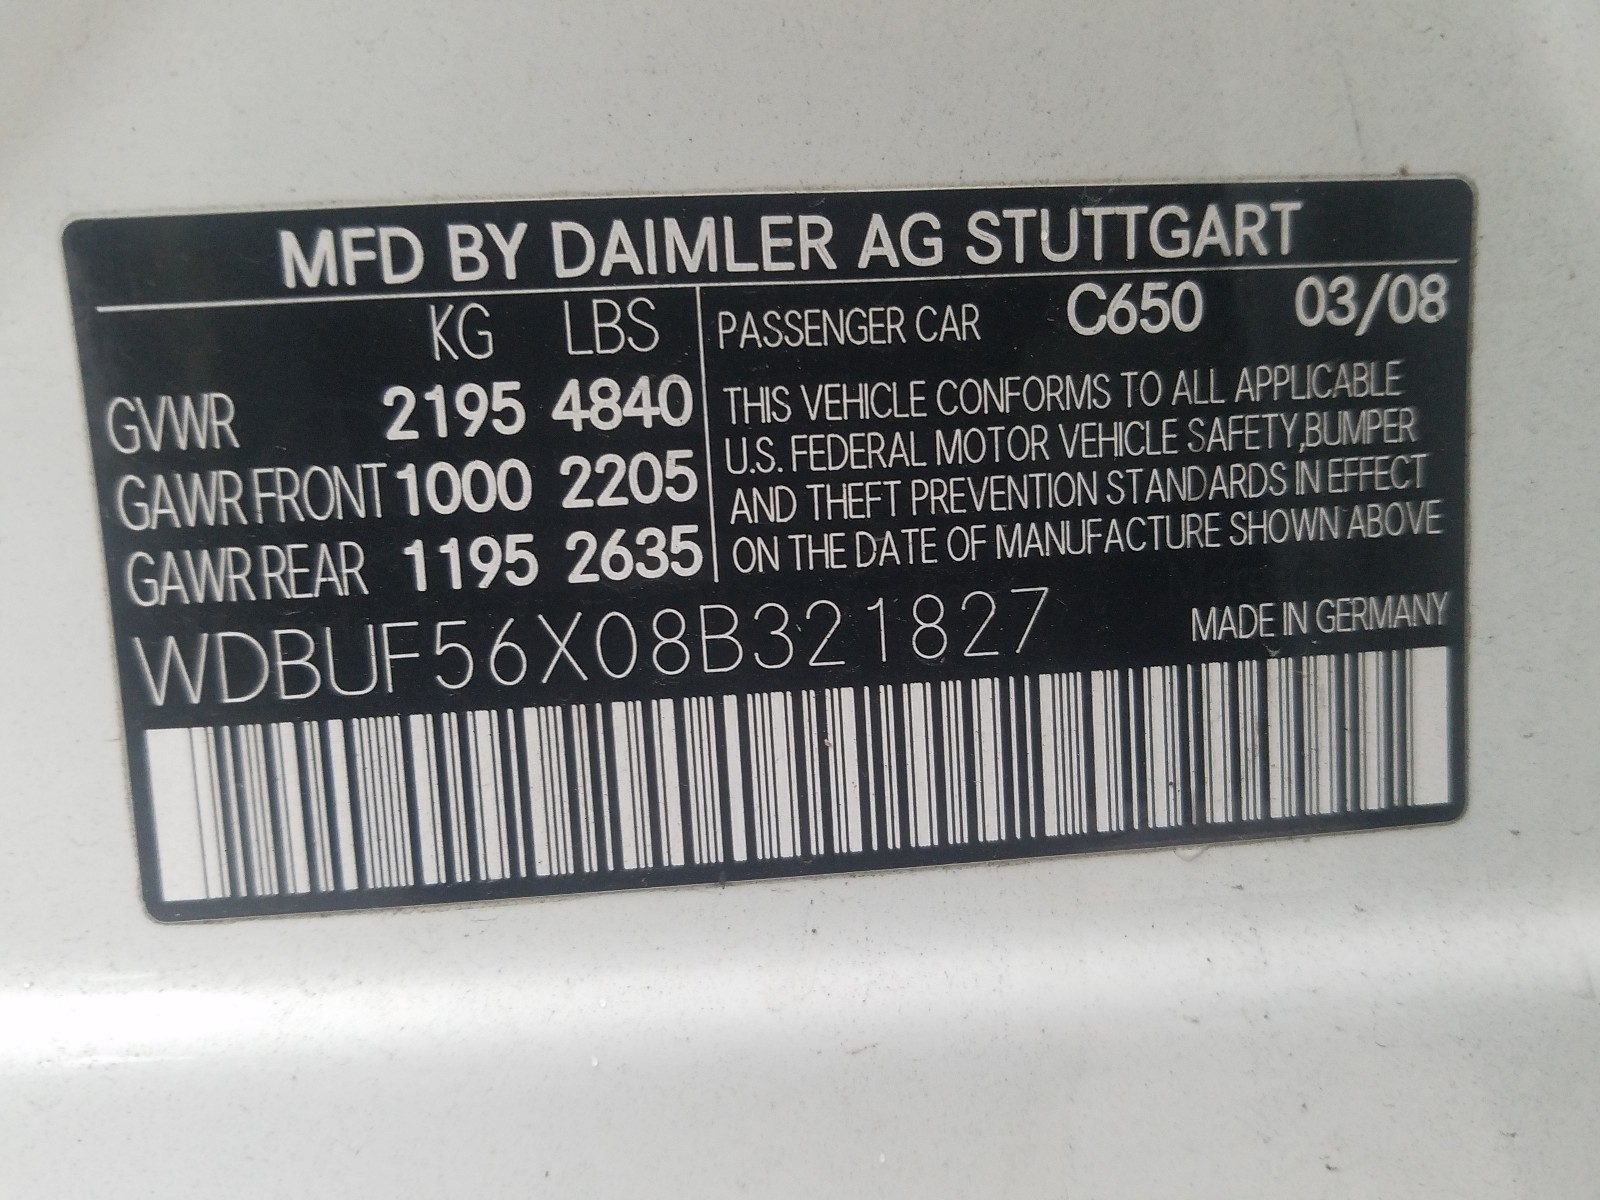 MFD BY DAIMLER AG STUTTGART
KG LBS
GVWR 2195 4840
GAWR FRONT 1000 2205
GAWR REAR 1195 2635
PASSENGER CAR C650 03/08
THIS VEHICLE CONFORMS TO ALL APPLICABLE
U.S. FEDERAL MOTOR VEHICLE SAFETY,BUMPER
AND THEFT PREVENTION STANDARDS IN EFFECT
ON THE DATE OF MANUFACTURE SHOWN ABOVE
WDBUF56X08B321827
MADE IN GERMANY